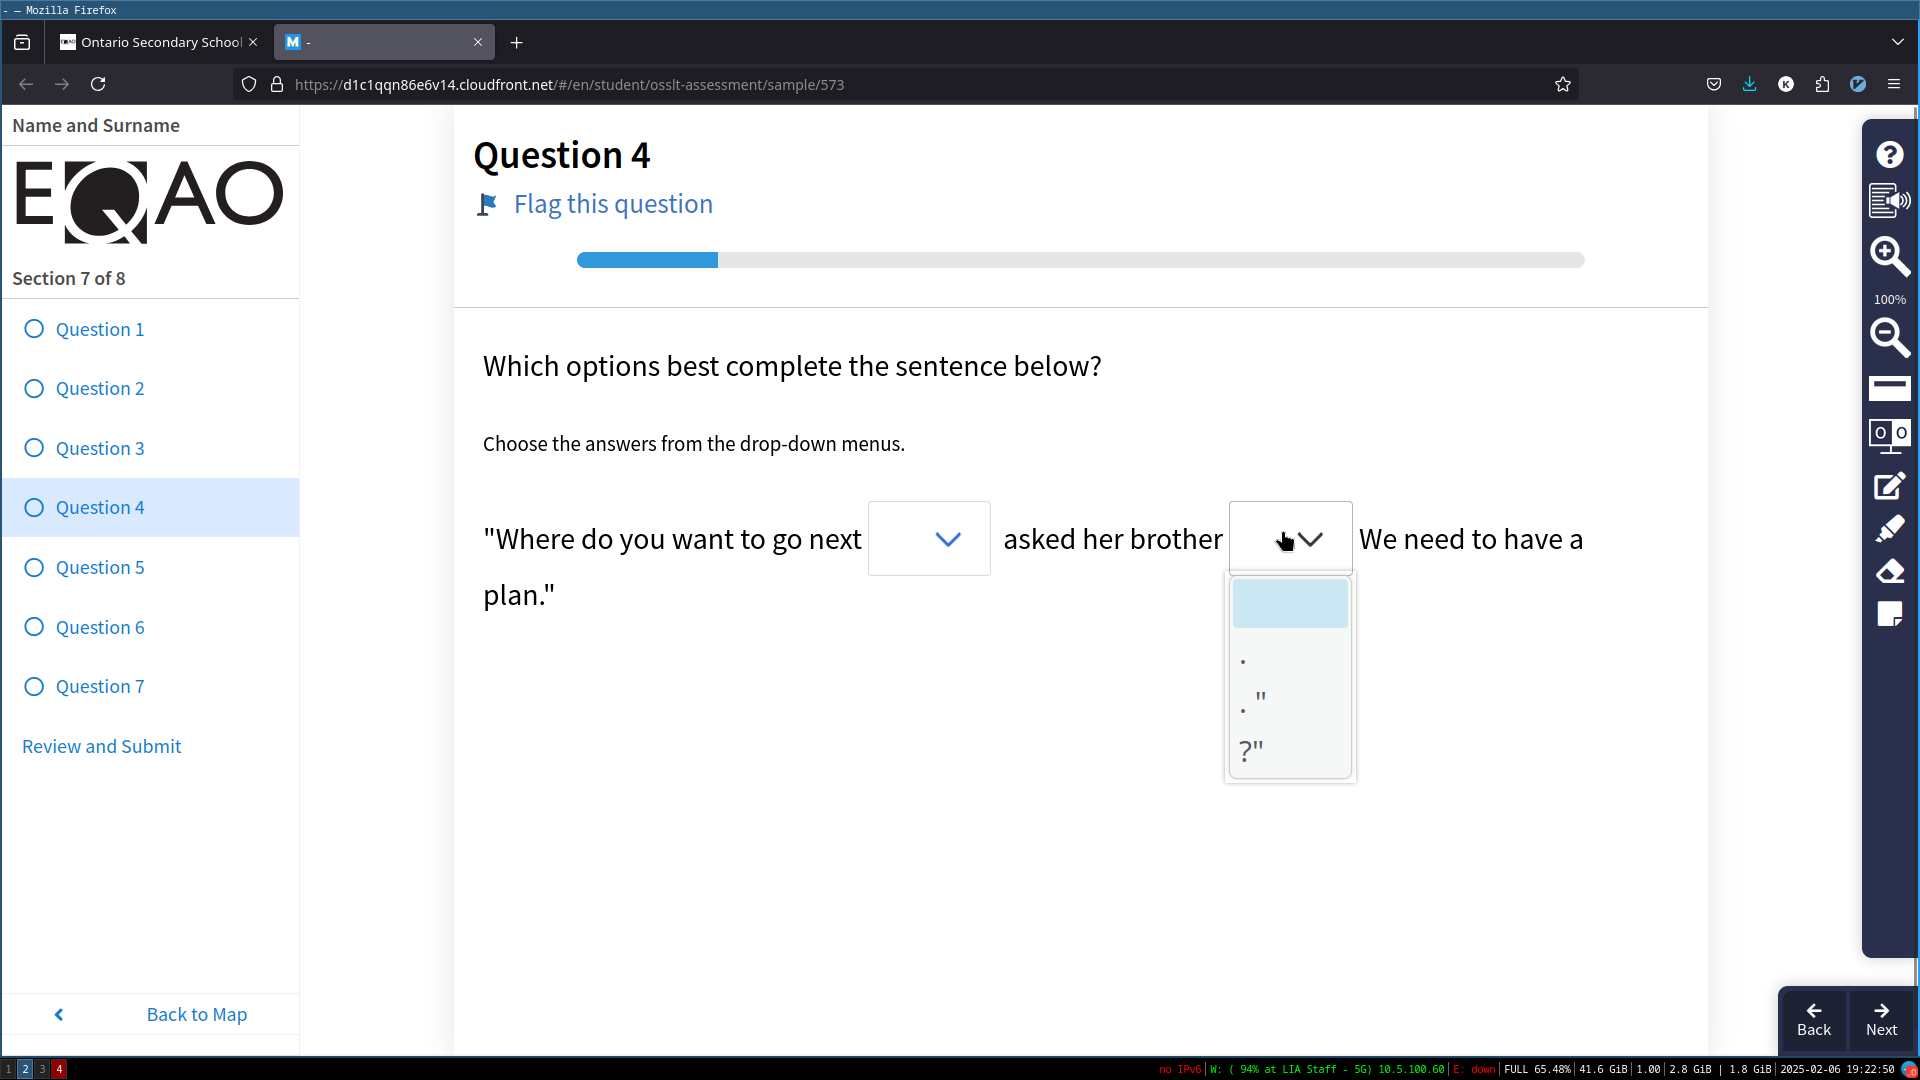 - — Mozilla Firefox
EQAO Ontario Secondary School
M -
https://d1c1qqn86e6v14.cloudfront.net/#/en/student/osslt-assessment/sample/573
K
Name and Surname
EQAO
Section 7 of 8
Question 1
Question 2
Question 3
Question 4
Question 5
Question 6
Question 7
Review and Submit
Back to Map
Question 4
Flag this question
Which options best complete the sentence below?
Choose the answers from the drop-down menus.
"Where do you want to go next asked her brother We need to have a
plan."
.
. "
?"
?
100%
0 0
Back
Next
1 2 3 4
no IPv6|W: ( 94% at LIA Staff - 5G) 10.5.100.60|E: down|FULL 65.48%|41.6 GiB|1.00|2.8 GiB | 1.8 GiB|2025-02-06 19:22:50